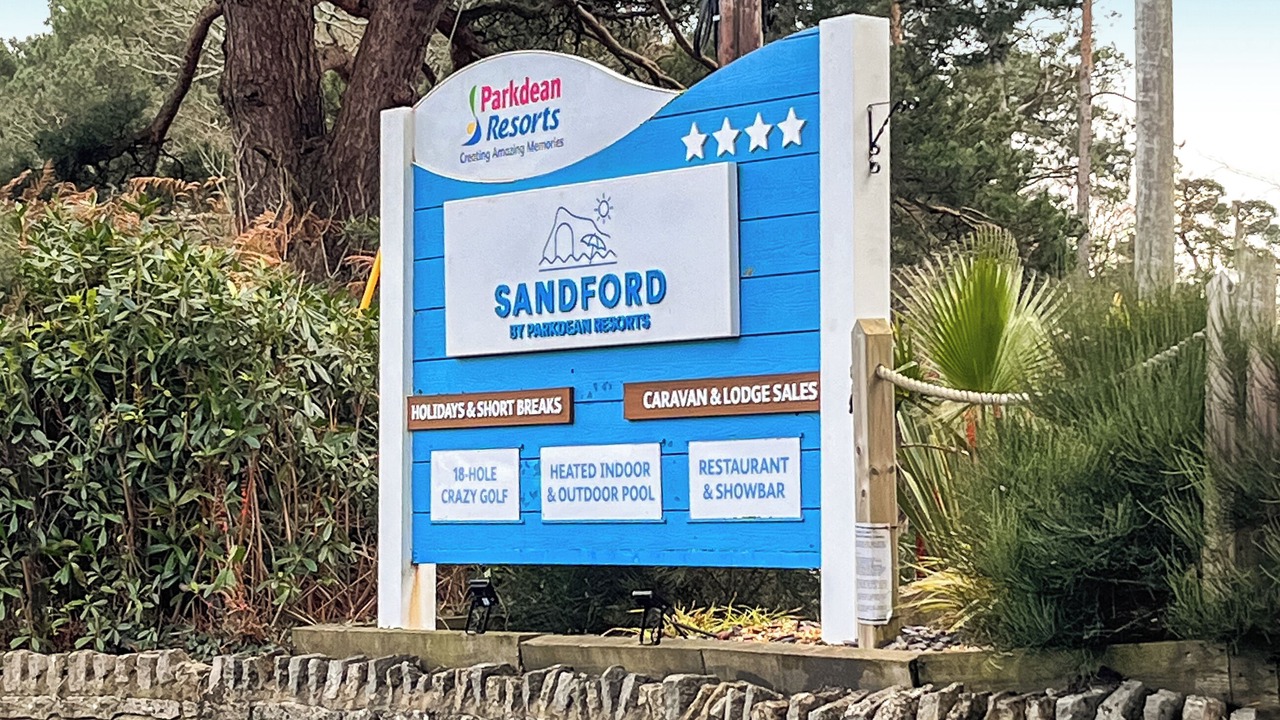 Parkdean
Resorts
Creating Amazing Memories
SANDFORD
BY PARKDEAN RESORTS
HOLIDAYS & SHORT BREAKS
CARAVAN & LODGE SALES
18-HOLE
CRAZY GOLF
HEATED INDOOR
& OUTDOOR POOL
RESTAURANT
& SHOWBAR